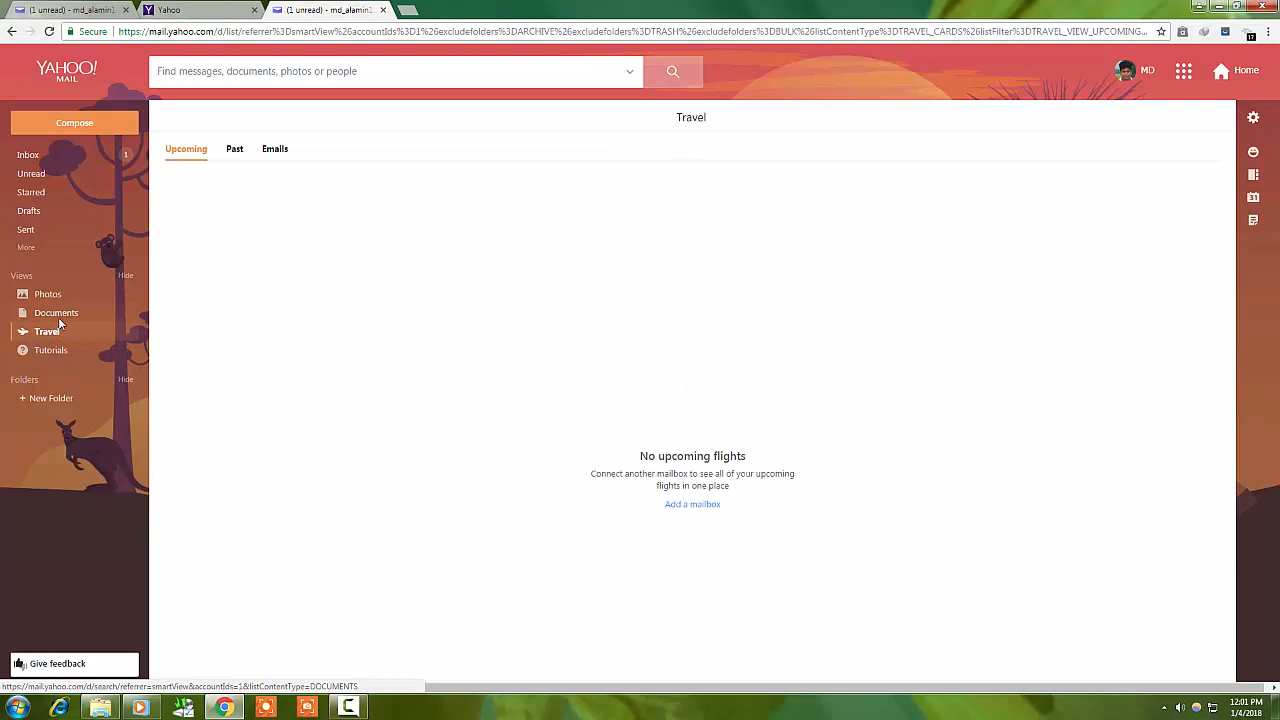 (1 unread) - md_alamin1
Yahoo
(1 unread) - md_alamin1
Secure
https://mail.yahoo.com/d/list/referrer%3DsmartView%26accountIds%3D1%26excludefolders%3DARCHIVE%26excludefolders%3DTRASH%26excludefolders%3DBULK%26listContentType%3DTRAVEL_CARDS%26listFilter%3DTRAVEL_VIEW_UPCOMING...
17
YAHOO!
MAIL
Find messages, documents, photos or people
MD
Home
Compose
Travel
Upcoming
Past
Emails
Inbox
1
Unread
Starred
Drafts
Sent
More
31
Views
Hide
Photos
Documents
Travel
Tutorials
Folders
Hide
+ New Folder
No upcoming flights
Connect another mailbox to see all of your upcoming
flights in one place
Add a mailbox
Give feedback
https://mail.yahoo.com/d/search/referrer=smartView&accountIds=1&listContentType=DOCUMENTS
12:01 PM
1/4/2018